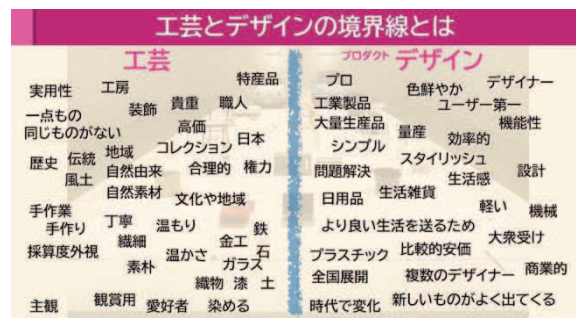 工芸とデザインの境界線とは
工芸
特産品
実用性
工房
一点もの
装飾
貴重
職人
同じものがない
高価
日本
コレクション
歴史
伝統
地域
風土
自然由来
合理的
権力
自然素材
文化や地域
手作業
手作り
丁寧
温もり
鉄
繊細
金工
石
採算度外視
温かさ
ガラス
素朴
織物
漆
土
主観
観賞用
愛好者
染める
プロダクト デザイン
プロ
色鮮やか
デザイナー
工業製品
ユーザー第一
大量生産品
量産
機能性
シンプル
効率的
スタイリッシュ
問題解決
生活感
設計
日用品
生活雑貨
軽い
機械
より良い生活を送るため
大衆受け
プラスチック
比較的安価
全国展開
複数のデザイナー
商業的
時代で変化
新しいものがよく出てくる